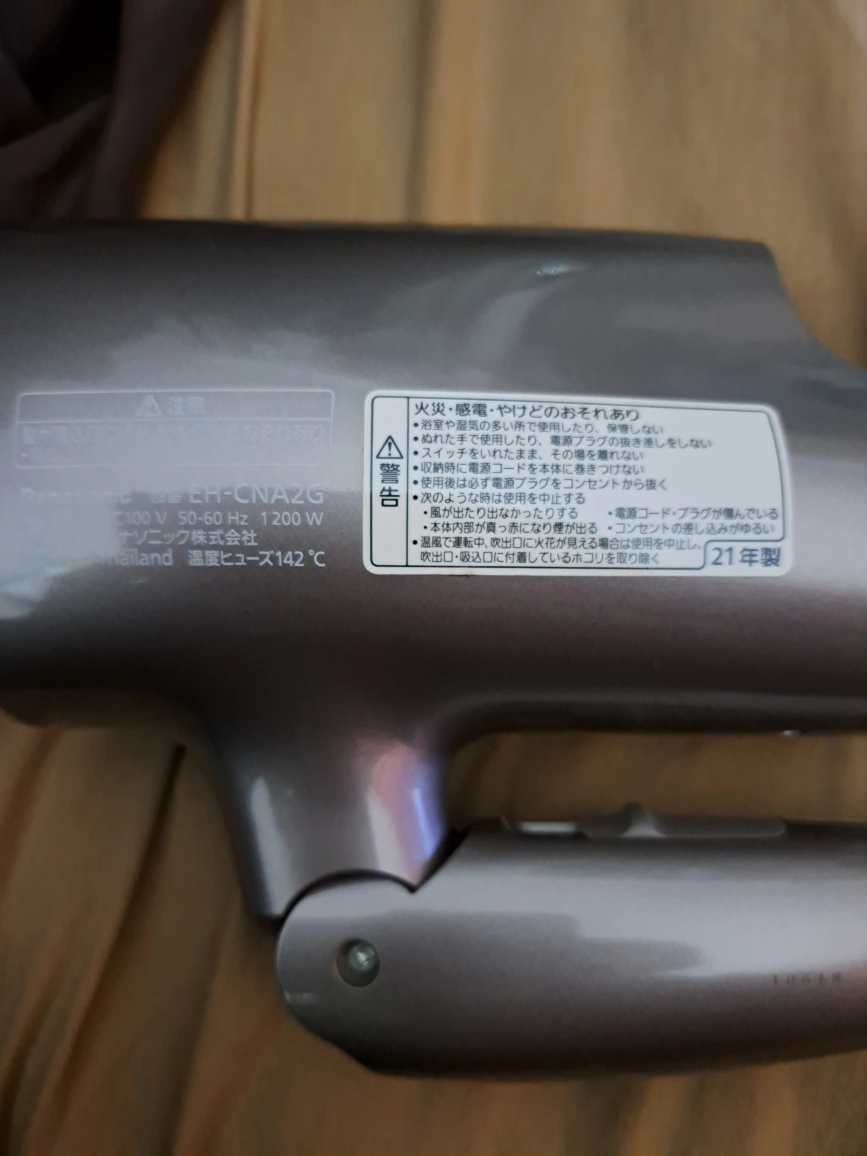 注意
Panasonic 品番 EH-CNA2G
100 V 50-60 Hz 1200 W
ナソニック株式会社
Thailand 温度ヒューズ142℃
警告
火災・感電・やけどのおそれあり
•浴室や湿気の多い所で使用したり、保管しない
•ぬれた手で使用したり、電源プラグの抜き差しをしない
•スイッチをいれたまま、その場を離れない
•収納時に電源コードを本体に巻きつけない
•使用後は必ず電源プラグをコンセントから抜く
•次のような時は使用を中止する
•風が出たり出なかったりする •電源コード・プラグが傷んでいる
•本体内部が真っ赤になり煙が出る •コンセントの差し込みがゆるい
•温風で運転中、吹出口に火花が見える場合は使用を中止し、
吹出口・吸込口に付着しているホコリを取り除く
21年製